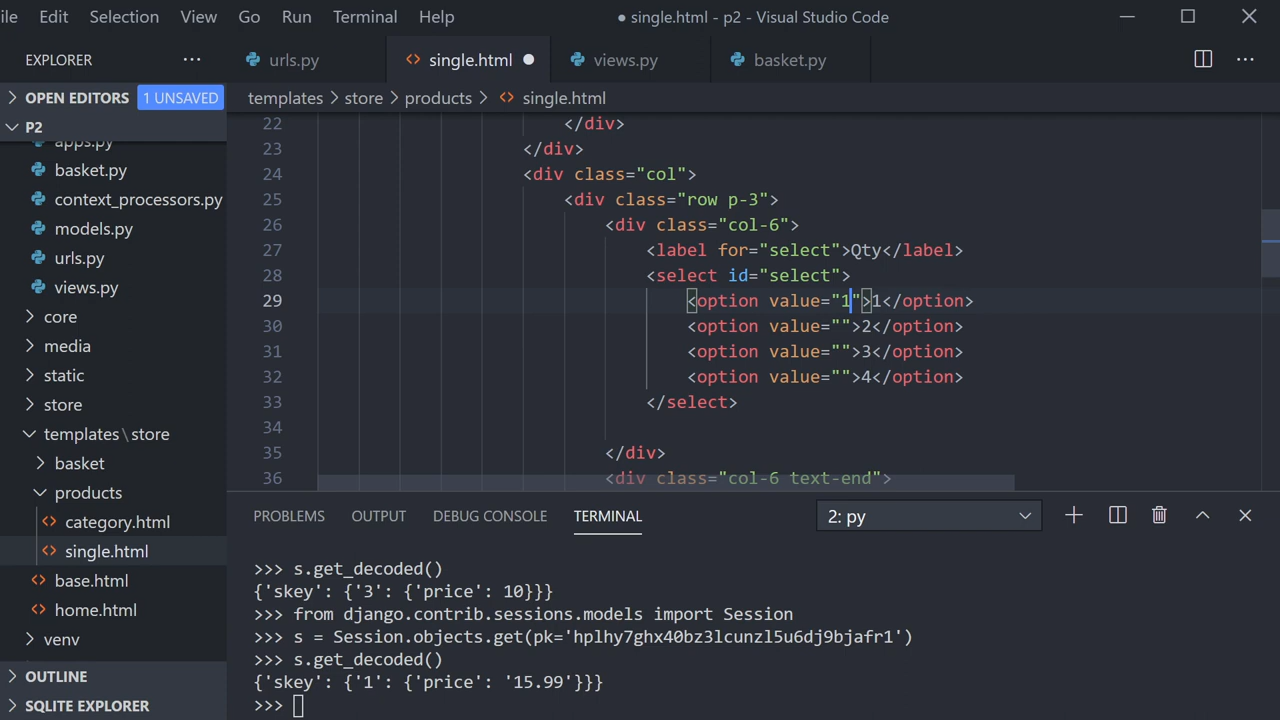 ile Edit Selection View Go Run Terminal Help ● single.html - p2 - Visual Studio Code
EXPLORER ···
urls.py
<> single.html ●
views.py
basket.py
···
OPEN EDITORS 1 UNSAVED
templates > store > products > <> single.html
P2
apps.py
basket.py
context_processors.py
models.py
urls.py
views.py
core
media
static
store
templates\store
basket
products
<> category.html
<> single.html
<> base.html
<> home.html
venv
OUTLINE
SQLITE EXPLORER
22 </div>
23 </div>
24 <div class="col">
25 <div class="row p-3">
26 <div class="col-6">
27 <label for="select">Qty</label>
28 <select id="select">
29 <option value="1">1</option>
30 <option value="">2</option>
31 <option value="">3</option>
32 <option value="">4</option>
33 </select>
34
35 </div>
36 <div class="col-6 text-end">
PROBLEMS OUTPUT DEBUG CONSOLE TERMINAL 2: py
>>> s.get_decoded()
{'skey': {'3': {'price': 10}}}
>>> from django.contrib.sessions.models import Session
>>> s = Session.objects.get(pk='hplhy7ghx40bz3lcunzl5u6dj9bjafr1')
>>> s.get_decoded()
{'skey': {'1': {'price': '15.99'}}}
>>>